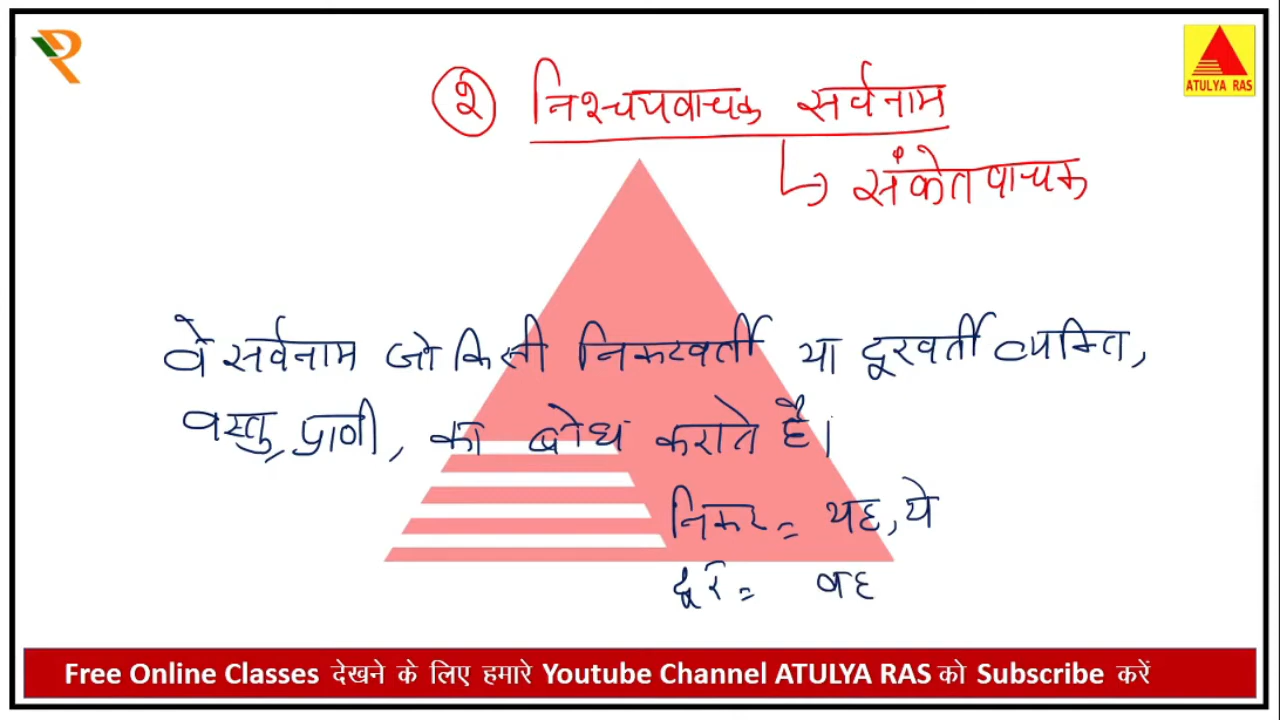 ATULYA RAS
२ निश्चयवाचक सर्वनाम
↳ संकेतवाचक
वे सर्वनाम जो किसी निकटवर्ती या दूरवर्ती व्यक्ति,
वस्तु, प्राणी, का बोध कराते है।
निकट = यह, ये
दूर = वह
Free Online Classes देखने के लिए हमारे Youtube Channel ATULYA RAS को Subscribe करें